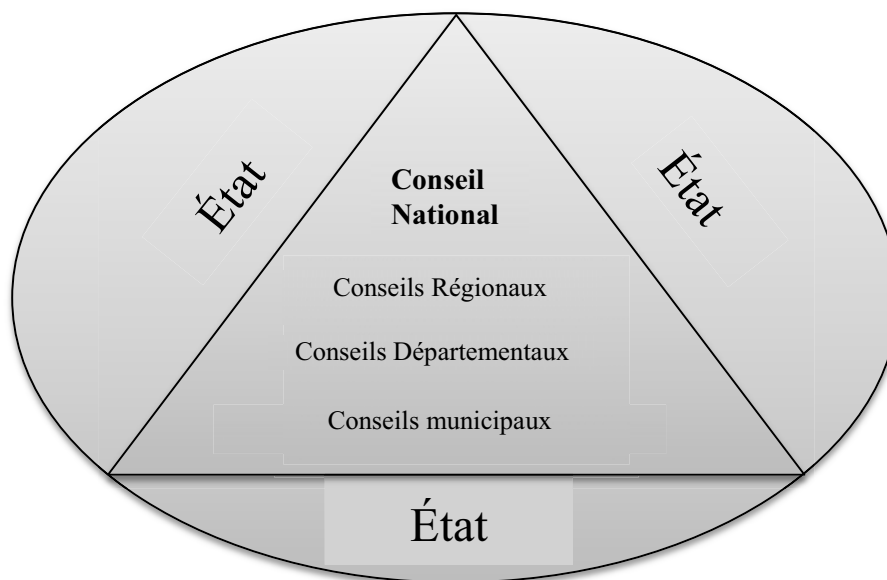 État
État
Conseil
National
Conseils Régionaux
Conseils Départementaux
Conseils municipaux
État